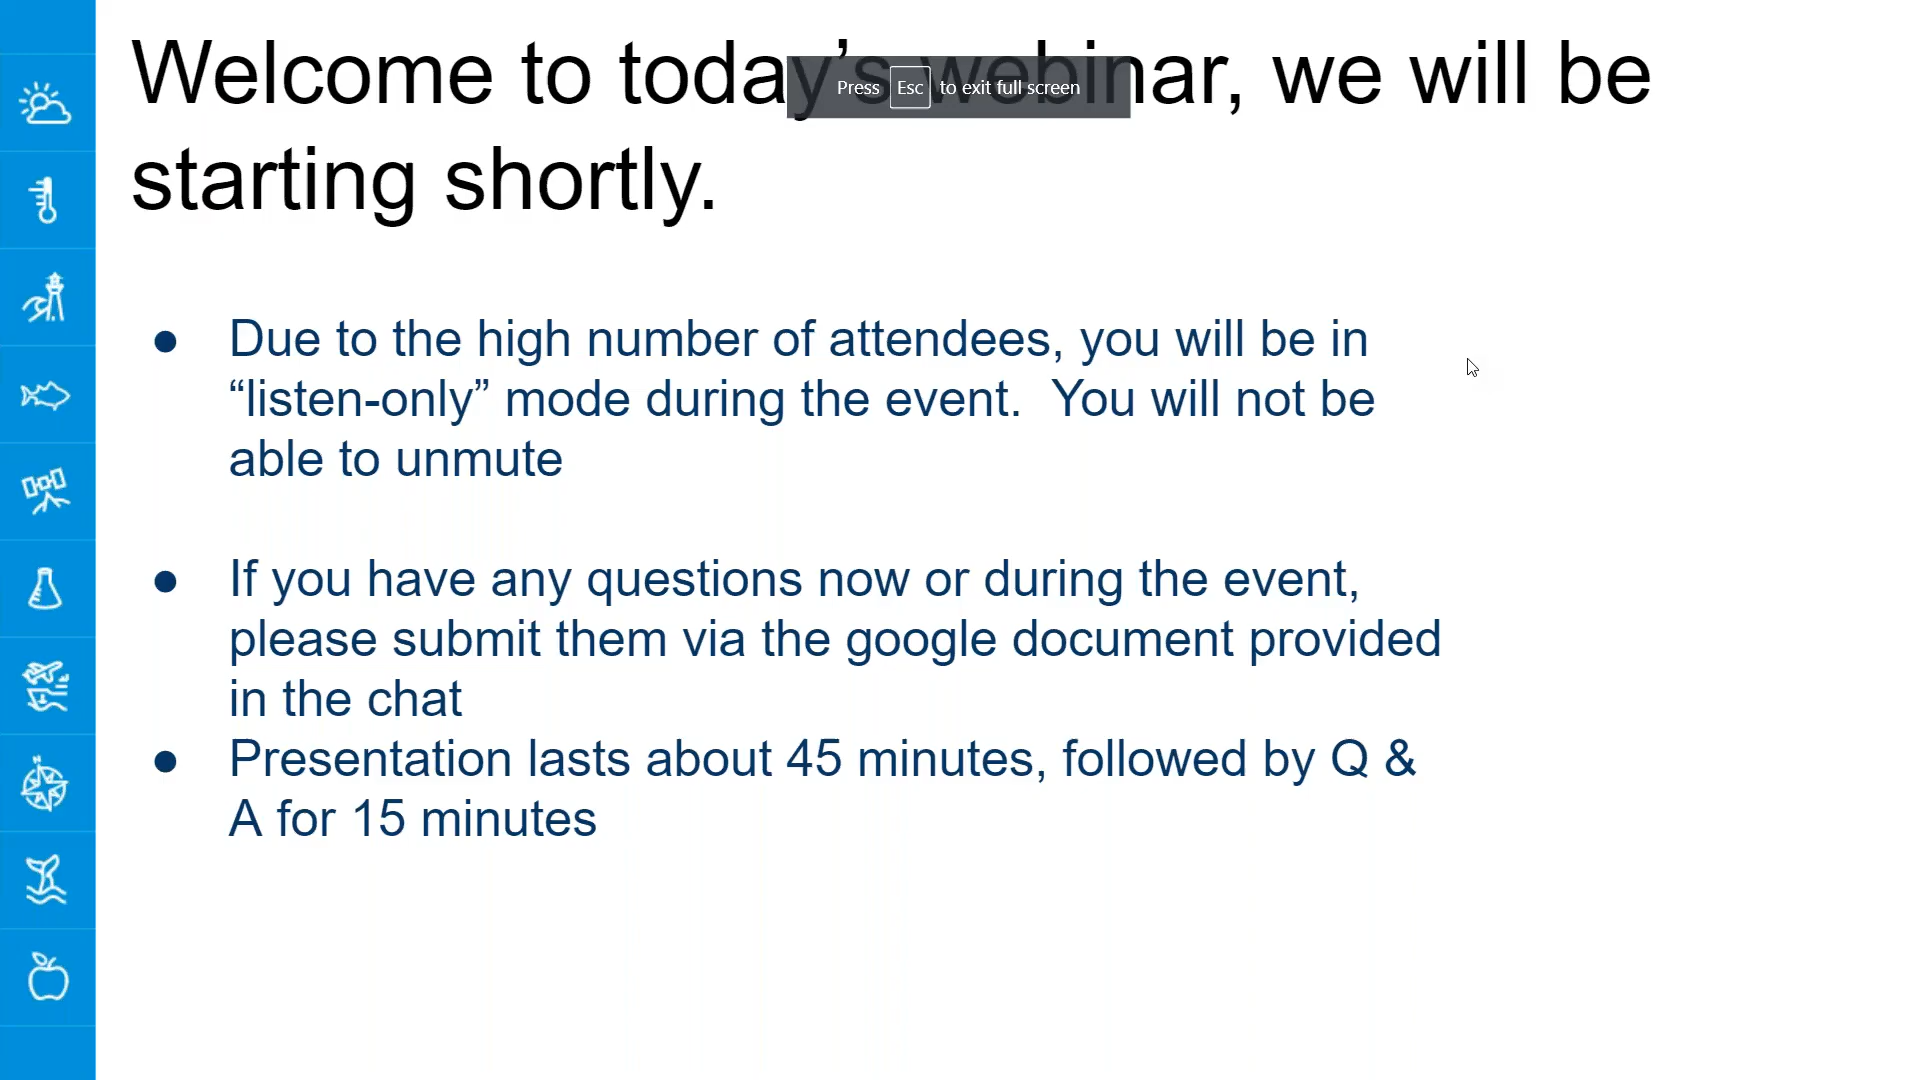 Welcome to today’s webinar, we will be
Press Esc to exit full screen
starting shortly.
● Due to the high number of attendees, you will be in
“listen-only” mode during the event.  You will not be
able to unmute
● If you have any questions now or during the event,
please submit them via the google document provided
in the chat
● Presentation lasts about 45 minutes, followed by Q &
A for 15 minutes